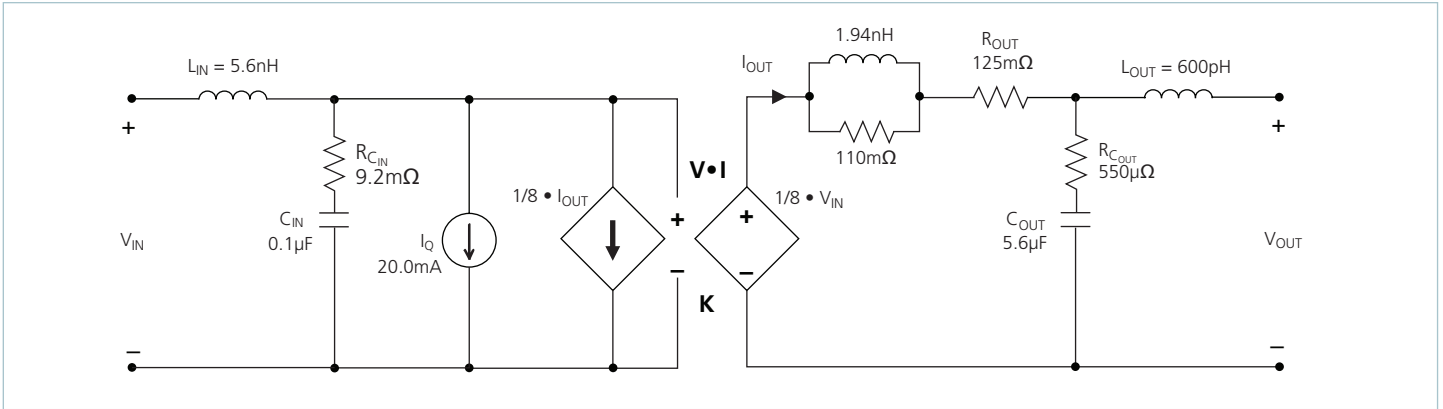 L_IN = 5.6nH
+
R_C_IN
9.2mΩ
C_IN
0.1µF
V_IN
−
I_Q
20.0mA
1/8 • I_OUT
V•I
+
−
K
1/8 • V_IN
+
−
I_OUT
1.94nH
110mΩ
R_OUT
125mΩ
L_OUT = 600pH
R_C_OUT
550µΩ
C_OUT
5.6µF
+
V_OUT
−